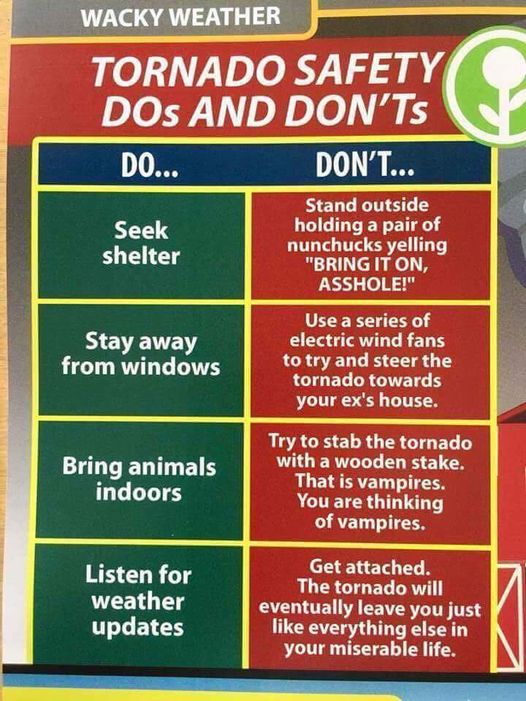 WACKY WEATHER
TORNADO SAFETY
DOs AND DON'Ts
DO...
DON'T...
Seek
shelter
Stand outside
holding a pair of
nunchucks yelling
"BRING IT ON,
ASSHOLE!"
Stay away
from windows
Use a series of
electric wind fans
to try and steer the
tornado towards
your ex's house.
Bring animals
indoors
Try to stab the tornado
with a wooden stake.
That is vampires.
You are thinking
of vampires.
Listen for
weather
updates
Get attached.
The tornado will
eventually leave you just
like everything else in
your miserable life.